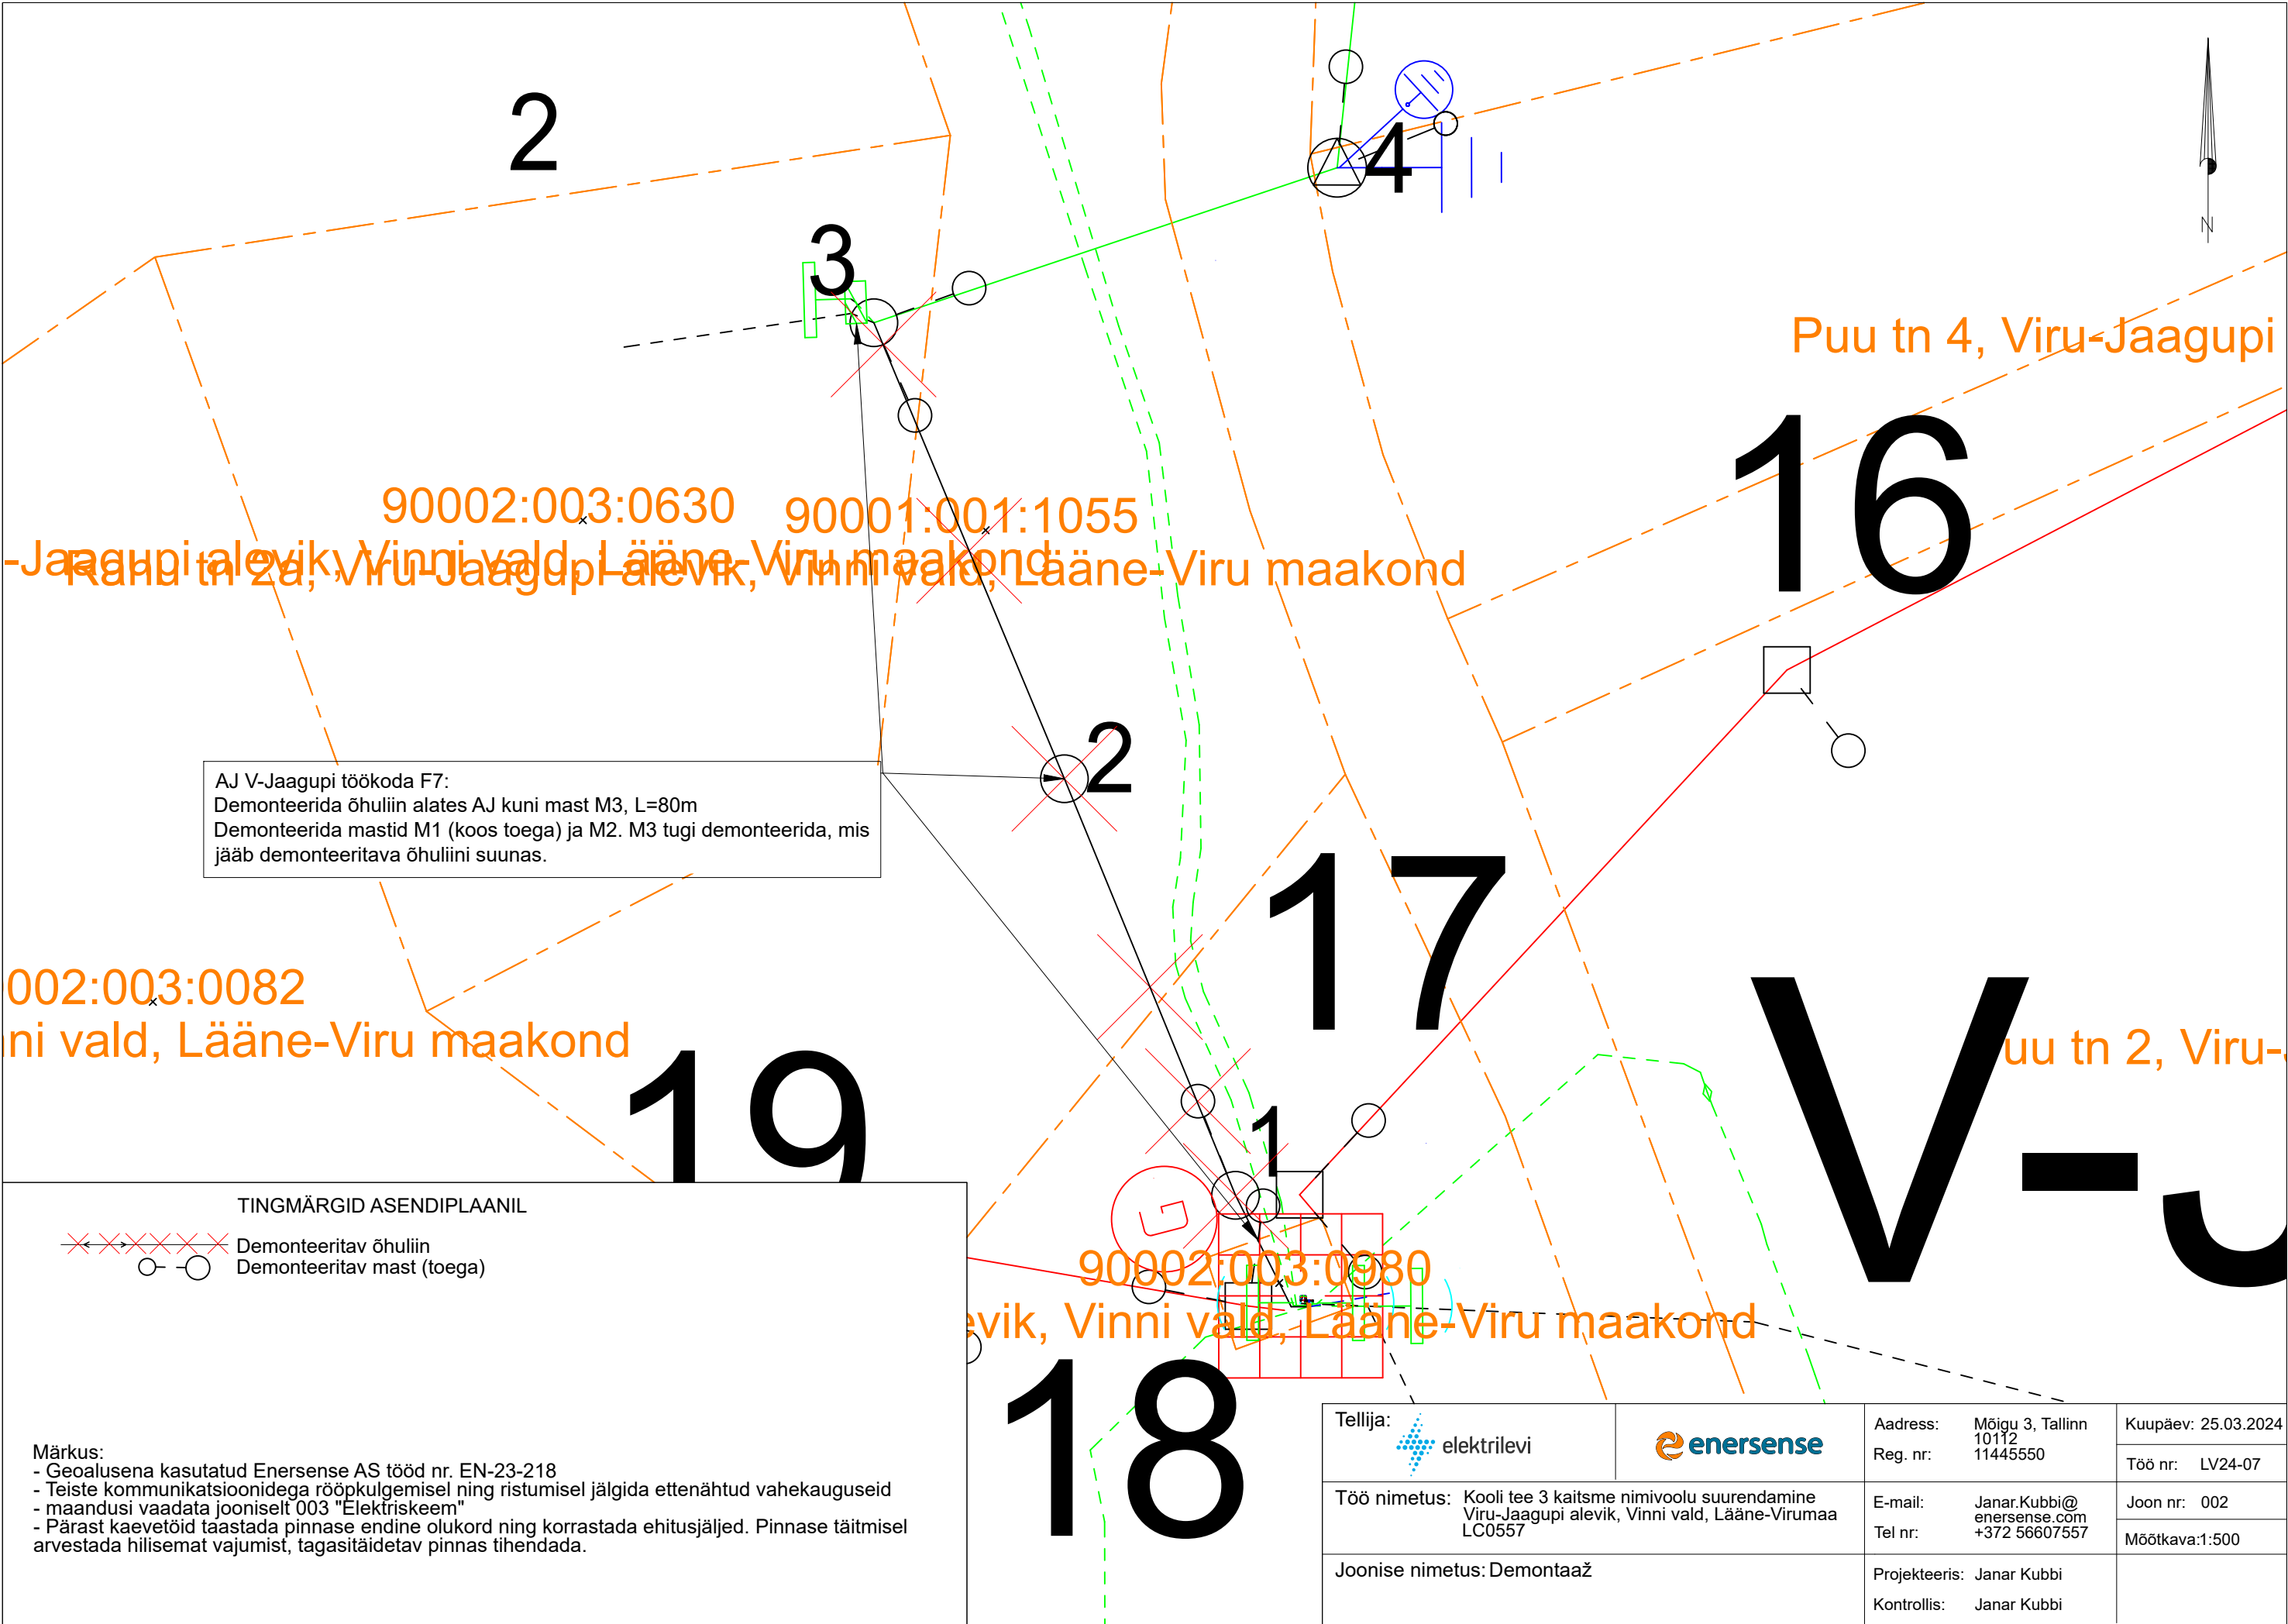 2
4
3
N
Puu tn 4, Viru-Jaagupi
16
90002:003:0630
90001:001:1055
-Jaagupi alevik, Vinni vald, Lääne-Viru maakond
Rahu tn 2a, Viru-Jaagupi alevik, Vinni vald, Lääne-Viru maakond
2
AJ V-Jaagupi töökoda F7:
Demonteerida õhuliin alates AJ kuni mast M3, L=80m
Demonteerida mastid M1 (koos toega) ja M2. M3 tugi demonteerida, mis
jääb demonteeritava õhuliini suunas.
17
002:003:0082
ni vald, Lääne-Viru maakond
V-J
uu tn 2, Viru-
19
1
G
90002:003:0980
evik, Vinni vald, Lääne-Viru maakond
18
TINGMÄRGID ASENDIPLAANIL
Demonteeritav õhuliin
Demonteeritav mast (toega)
Märkus:
- Geoalusena kasutatud Enersense AS tööd nr. EN-23-218
- Teiste kommunikatsioonidega rööpkulgemisel ning ristumisel jälgida ettenähtud vahekauguseid
- maandusi vaadata jooniselt 003 "Elektriskeem"
- Pärast kaevetöid taastada pinnase endine olukord ning korrastada ehitusjäljed. Pinnase täitmisel
arvestada hilisemat vajumist, tagasitäidetav pinnas tihendada.
Tellija:
elektrilevi
enersense
Aadress: Mõigu 3, Tallinn
10112
Reg. nr: 11445550
Kuupäev: 25.03.2024
Töö nr: LV24-07
Töö nimetus: Kooli tee 3 kaitsme nimivoolu suurendamine
Viru-Jaagupi alevik, Vinni vald, Lääne-Virumaa
LC0557
E-mail: Janar.Kubbi@
enersense.com
Tel nr: +372 56607557
Joon nr: 002
Mõõtkava:1:500
Joonise nimetus: Demontaaž
Projekteeris: Janar Kubbi
Kontrollis: Janar Kubbi